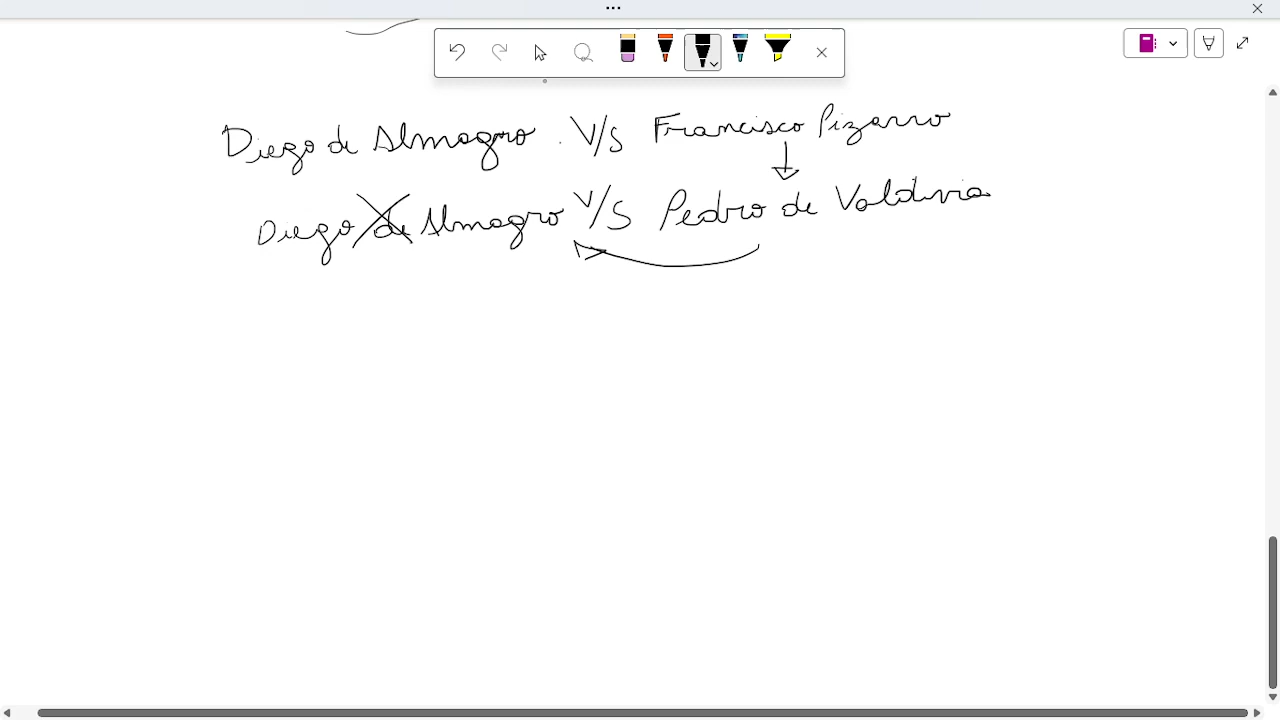 Diego de Almagro . V/S Francisco Pizarro
Diego de Almagro V/S Pedro de Valdivia